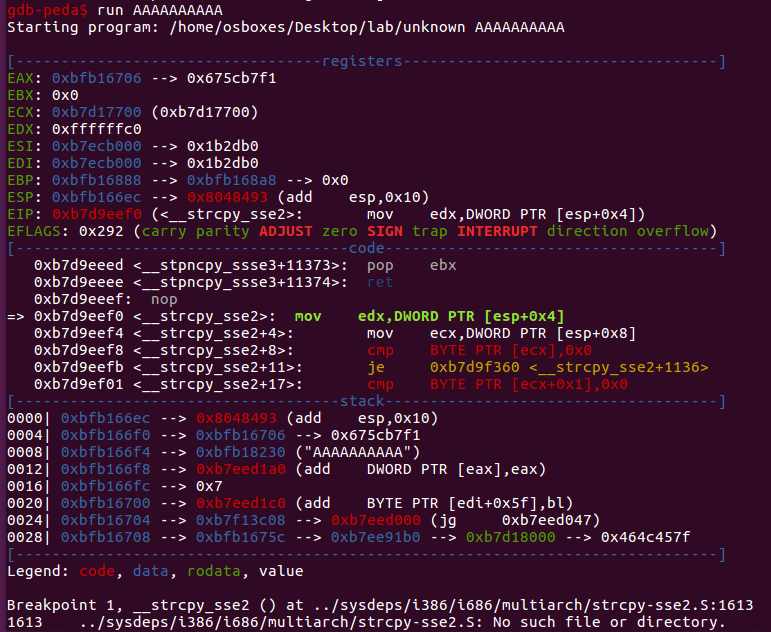 gdb-peda$ run AAAAAAAAAA
Starting program: /home/osboxes/Desktop/lab/unknown AAAAAAAAAA
[----------------------------------registers-----------------------------------]
EAX: 0xbfb16706 --> 0x675cb7f1
EBX: 0x0
ECX: 0xb7d17700 (0xb7d17700)
EDX: 0xffffffc0
ESI: 0xb7ecb000 --> 0x1b2db0
EDI: 0xb7ecb000 --> 0x1b2db0
EBP: 0xbfb16888 --> 0xbfb168a8 --> 0x0
ESP: 0xbfb166ec --> 0x8048493 (add    esp,0x10)
EIP: 0xb7d9eef0 (<__strcpy_sse2>:       mov    edx,DWORD PTR [esp+0x4])
EFLAGS: 0x292 (carry parity ADJUST zero SIGN trap INTERRUPT direction overflow)
[-------------------------------------code-------------------------------------]
   0xb7d9eeed <__stpncpy_ssse3+11373>:  pop    ebx
   0xb7d9eeee <__stpncpy_ssse3+11374>:  ret
   0xb7d9eeef:  nop
=> 0xb7d9eef0 <__strcpy_sse2>:  mov    edx,DWORD PTR [esp+0x4]
   0xb7d9eef4 <__strcpy_sse2+4>:        mov    ecx,DWORD PTR [esp+0x8]
   0xb7d9eef8 <__strcpy_sse2+8>:        cmp    BYTE PTR [ecx],0x0
   0xb7d9eefb <__strcpy_sse2+11>:       je     0xb7d9f360 <__strcpy_sse2+1136>
   0xb7d9ef01 <__strcpy_sse2+17>:       cmp    BYTE PTR [ecx+0x1],0x0
[------------------------------------stack-------------------------------------]
0000| 0xbfb166ec --> 0x8048493 (add    esp,0x10)
0004| 0xbfb166f0 --> 0xbfb16706 --> 0x675cb7f1
0008| 0xbfb166f4 --> 0xbfb18230 ("AAAAAAAAAA")
0012| 0xbfb166f8 --> 0xb7eed1a0 (add    DWORD PTR [eax],eax)
0016| 0xbfb166fc --> 0x7
0020| 0xbfb16700 --> 0xb7eed1c0 (add    BYTE PTR [edi+0x5f],bl)
0024| 0xbfb16704 --> 0xb7f13c08 --> 0xb7eed000 (jg     0xb7eed047)
0028| 0xbfb16708 --> 0xbfb1675c --> 0xb7ee91b0 --> 0xb7d18000 --> 0x464c457f
[------------------------------------------------------------------------------]
Legend: code, data, rodata, value
Breakpoint 1, __strcpy_sse2 () at ../sysdeps/i386/i686/multiarch/strcpy-sse2.S:1613
1613    ../sysdeps/i386/i686/multiarch/strcpy-sse2.S: No such file or directory.